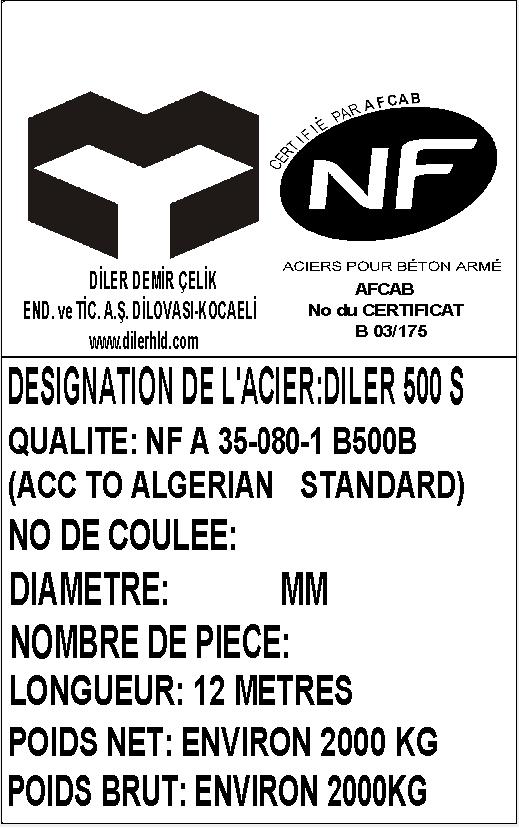 CERTIFIÉ PAR AFCAB
NF
DİLER DEMİR ÇELİK
END. ve TİC. A.Ş. DİLOVASI-KOCAELİ
www.dilerhld.com
ACIERS POUR BÉTON ARMÉ
AFCAB
No du CERTIFICAT
B 03/175
DESIGNATION DE L'ACIER:DILER 500 S
QUALITE: NF A 35-080-1 B500B
(ACC TO ALGERIAN STANDARD)
NO DE COULEE:
DIAMETRE: MM
NOMBRE DE PIECE:
LONGUEUR: 12 METRES
POIDS NET: ENVIRON 2000 KG
POIDS BRUT: ENVIRON 2000KG